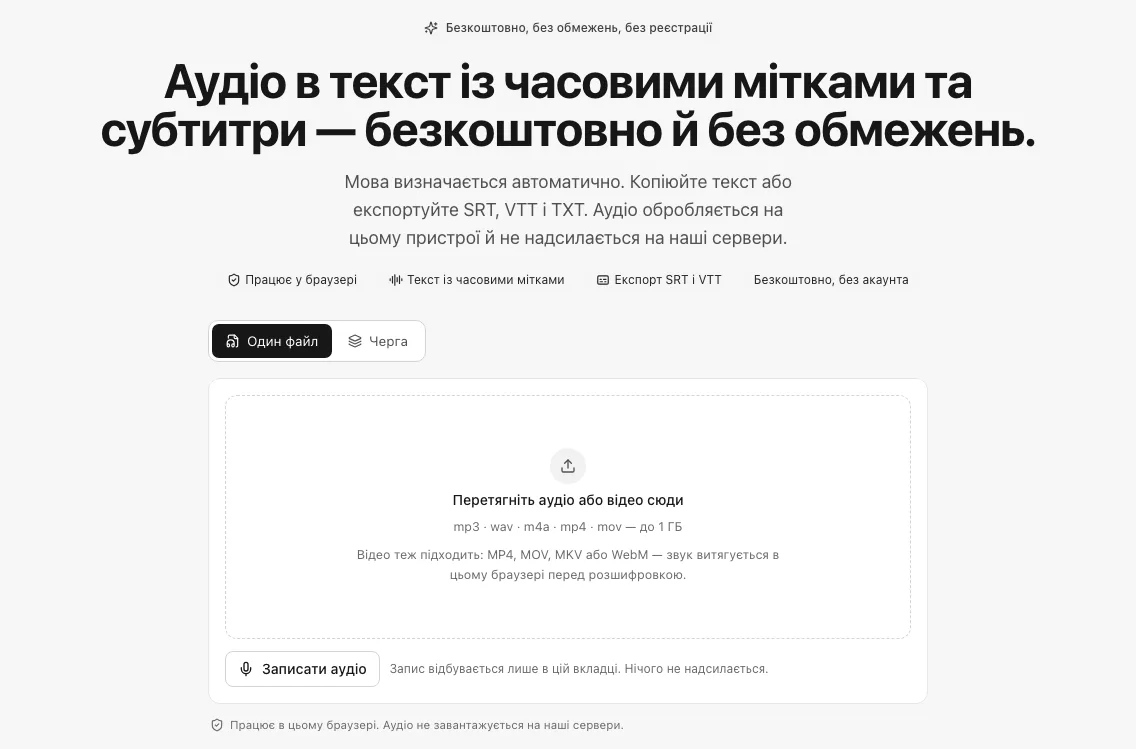 Безкоштовно, без обмежень, без реєстрації
Аудіо в текст із часовими мітками та
субтитри — безкоштовно й без обмежень.
Мова визначається автоматично. Копіюйте текст або
експортуйте SRT, VTT і TXT. Аудіо обробляється на
цьому пристрої й не надсилається на наші сервери.
Працює у браузері
Текст із часовими мітками
Експорт SRT і VTT
Безкоштовно, без акаунта
Один файл
Черга
Перетягніть аудіо або відео сюди
mp3 · wav · m4a · mp4 · mov — до 1 ГБ
Відео теж підходить: MP4, MOV, MKV або WebM — звук витягується в
цьому браузері перед розшифровкою.
Записати аудіо
Запис відбувається лише в цій вкладці. Нічого не надсилається.
Працює в цьому браузері. Аудіо не завантажується на наші сервери.